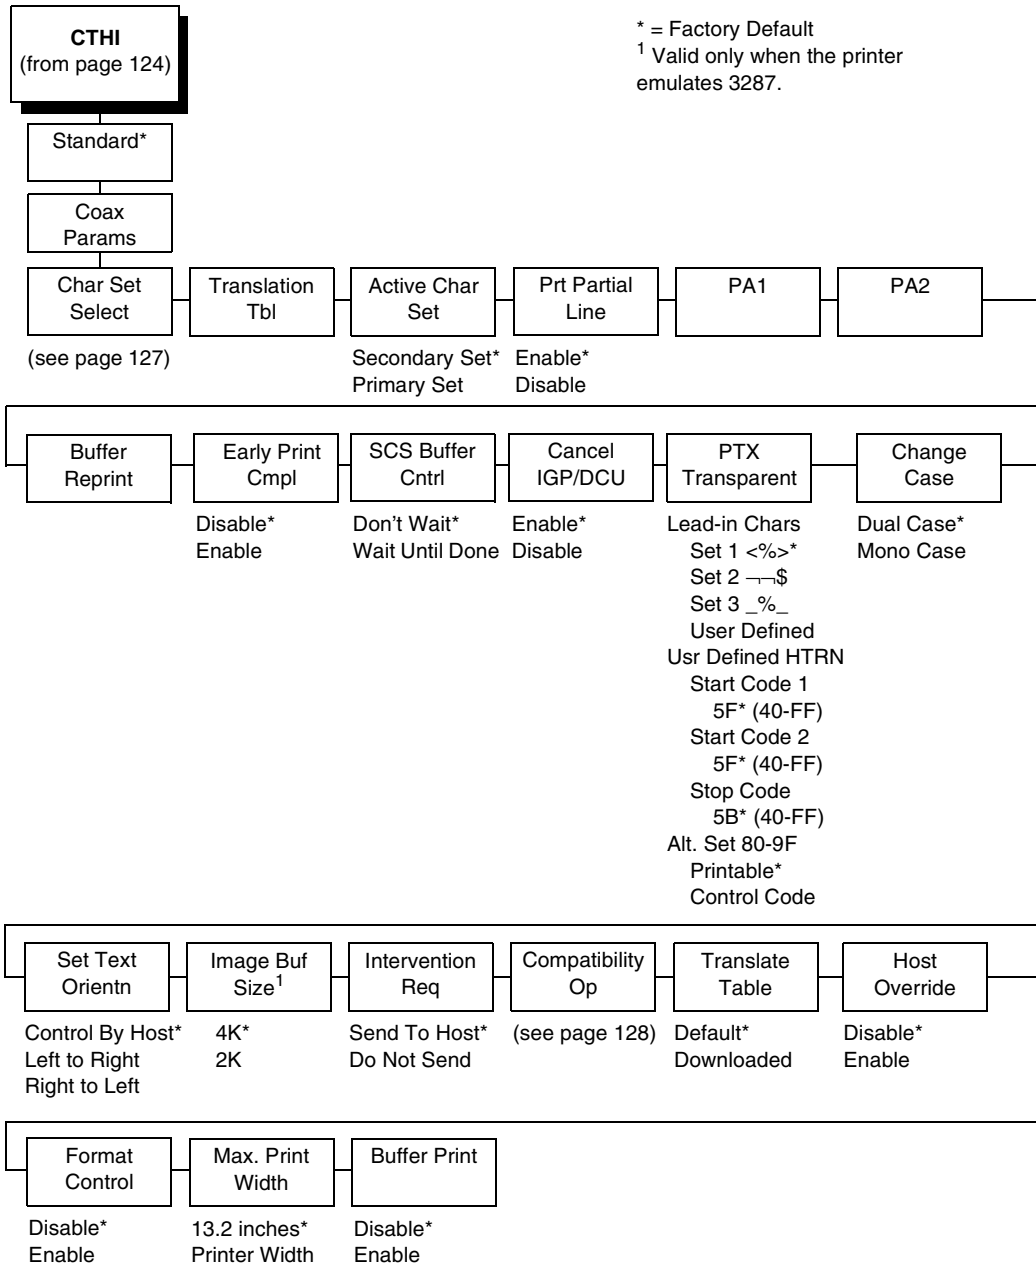 CTHI
(from page 124)
* = Factory Default
1 Valid only when the printer
emulates 3287.
Standard*
Coax
Params
Char Set
Select
Translation
Tbl
Active Char
Set
Prt Partial
Line
PA1
PA2
(see page 127)
Secondary Set*
Primary Set
Enable*
Disable
Buffer
Reprint
Early Print
Cmpl
SCS Buffer
Cntrl
Cancel
IGP/DCU
PTX
Transparent
Change
Case
Disable*
Enable
Don't Wait*
Wait Until Done
Enable*
Disable
Lead-in Chars
Set 1 <%>*
Set 2 ¬¬$
Set 3 _%_
User Defined
Usr Defined HTRN
Start Code 1
5F* (40-FF)
Start Code 2
5F* (40-FF)
Stop Code
5B* (40-FF)
Alt. Set 80-9F
Printable*
Control Code
Dual Case*
Mono Case
Set Text
Orientn
Image Buf
Size1
Intervention
Req
Compatibility
Op
Translate
Table
Host
Override
Control By Host*
Left to Right
Right to Left
4K*
2K
Send To Host*
Do Not Send
(see page 128)
Default*
Downloaded
Disable*
Enable
Format
Control
Max. Print
Width
Buffer Print
Disable*
Enable
13.2 inches*
Printer Width
Disable*
Enable